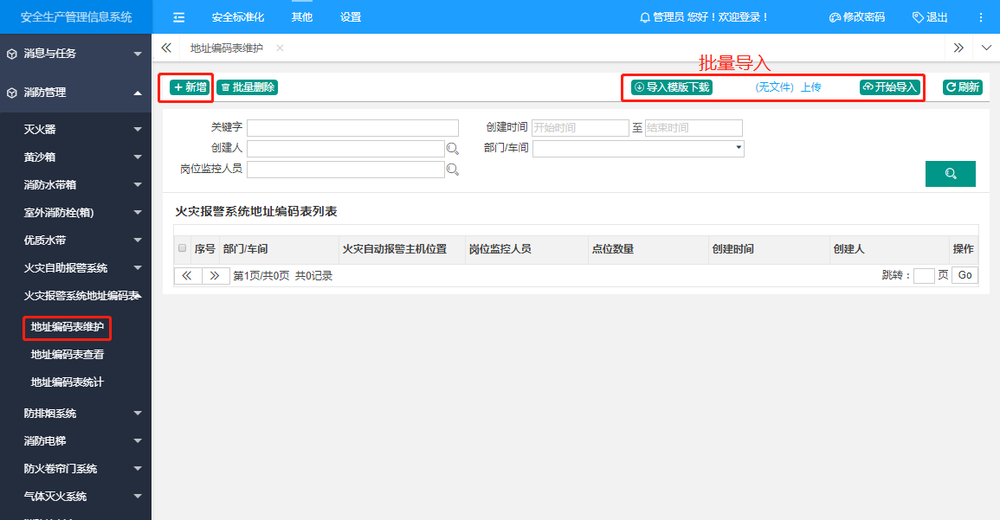 安全生产管理信息系统
安全标准化 其他 设置
管理员 您好！欢迎登录！
修改密码 退出
消息与任务
消防管理
灭火器
黄沙箱
消防水带箱
室外消防栓(箱)
优质水带
火灾自助报警系统
火灾报警系统地址编码表
地址编码表维护
地址编码表查看
地址编码表统计
防排烟系统
消防电梯
防火卷帘门系统
气体灭火系统
地址编码表维护
批量导入
新增 批量删除 导入模版下载 (无文件) 上传 开始导入 刷新
关键字 创建时间 开始时间 至 结束时间
创建人 部门/车间
岗位监控人员
火灾报警系统地址编码表列表
序号 部门/车间 火灾自动报警主机位置 岗位监控人员 点位数量 创建时间 创建人 操作
第1页/共0页 共0记录 跳转： 页 Go